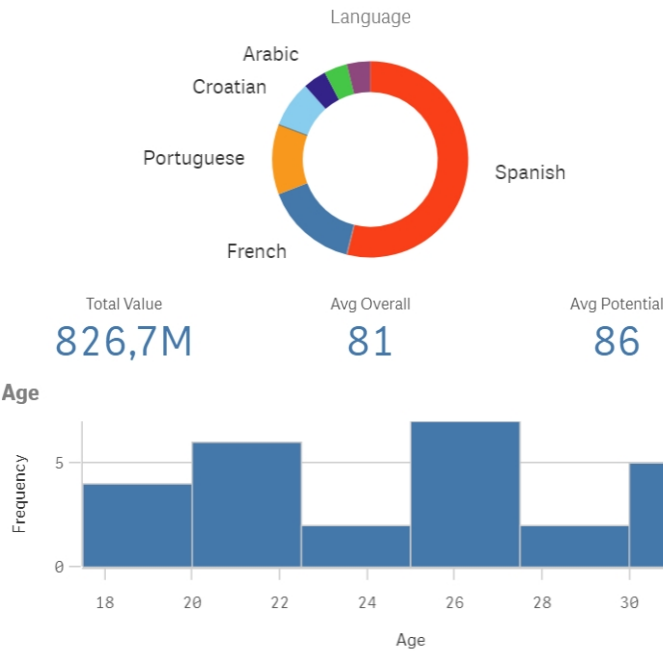 Language
Arabic
Croatian
Portuguese
Spanish
French
Total Value
Avg Overall
Avg Potential
826,7M
81
86
Age
Frequency
5
0
18 20 22 24 26 28 30
Age